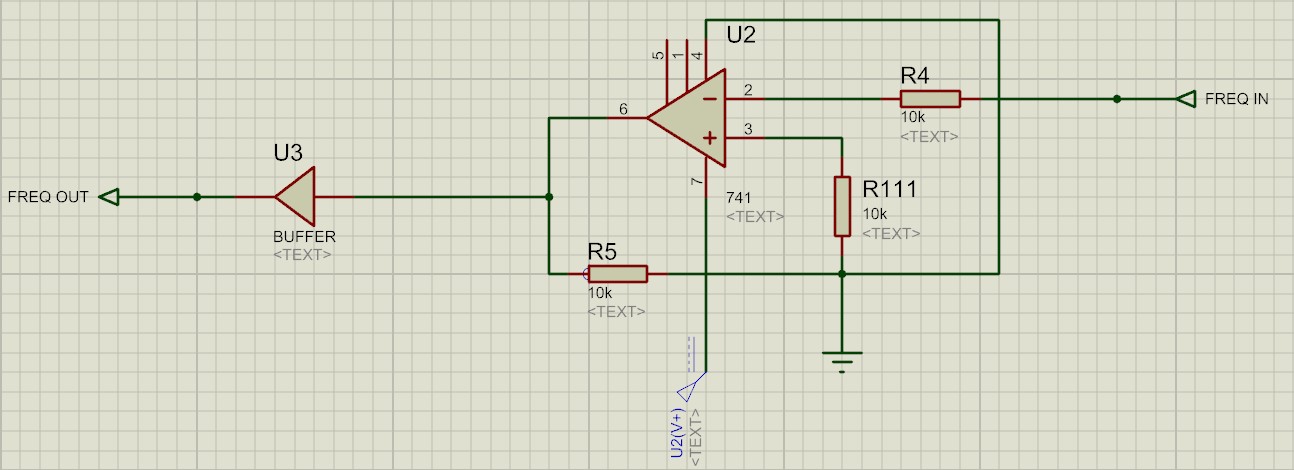 U2
5
1
4
2
R4
10k
<TEXT>
FREQ IN
6
3
7
741
<TEXT>
R111
10k
<TEXT>
U3
FREQ OUT
BUFFER
<TEXT>
R5
10k
<TEXT>
U2(V+)
<TEXT>